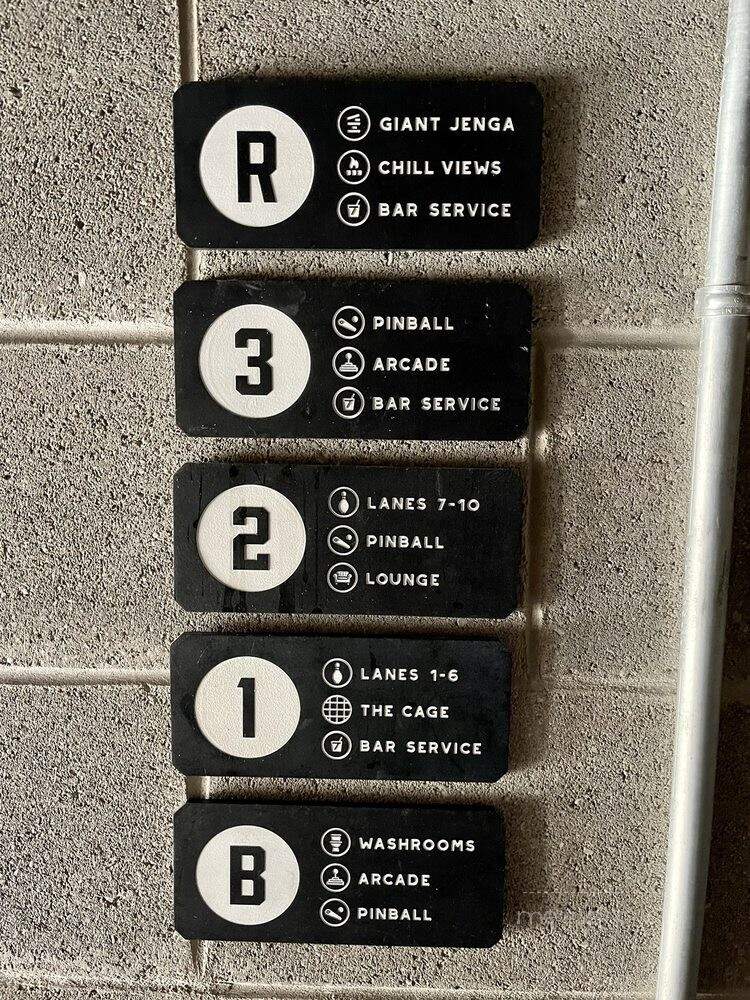 R
GIANT JENGA
CHILL VIEWS
BAR SERVICE
3
PINBALL
ARCADE
BAR SERVICE
2
LANES 7-10
PINBALL
LOUNGE
1
LANES 1-6
THE CAGE
BAR SERVICE
B
WASHROOMS
ARCADE
PINBALL